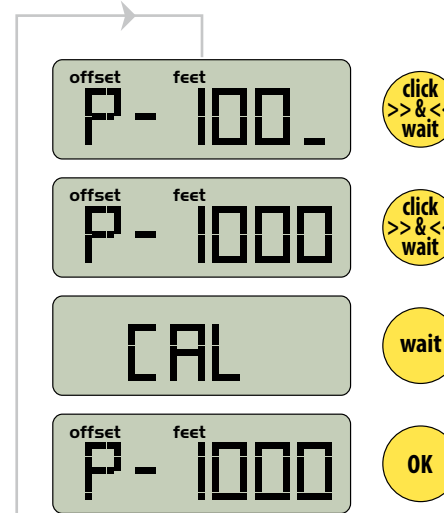 offset feet
P- 100_
click
>> & <<
wait
offset feet
P- 1000
click
>> & <<
wait
CAL
wait
offset feet
P- 1000
OK